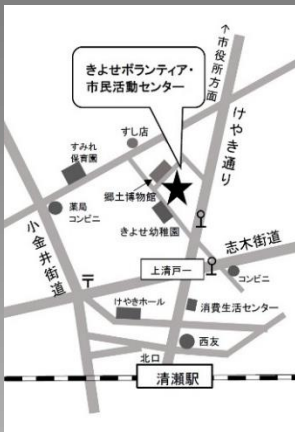 ↑市役所方面
きよせボランティア・
市民活動センター
けやき通り
すし店
すみれ
保育園
郷土博物館
薬局
コンビニ
きよせ幼稚園
小金井街道
志木街道
上清戸一
コンビニ
〒
けやきホール
消費生活センター
西友
北口
清瀬駅